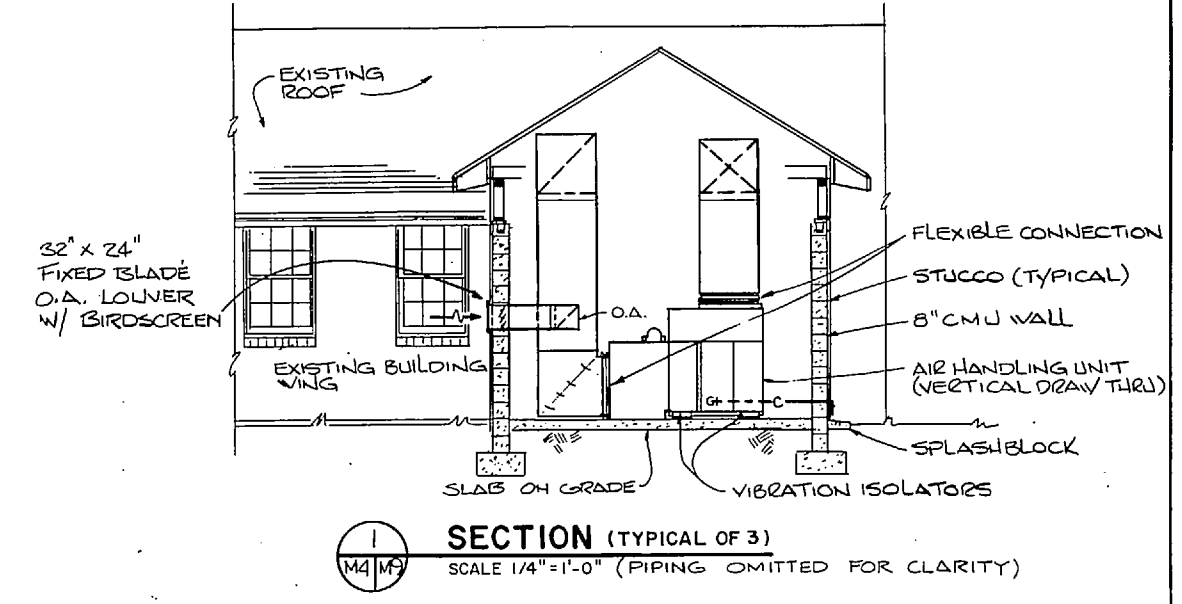 EXISTING
ROOF
32" X 24"
FIXED BLADE
O.A. LOUVER
W/ BIRDSCREEN
EXISTING BUILDING
WING
O.A.
FLEXIBLE CONNECTION
STUCCO (TYPICAL)
8" CMU WALL
AIR HANDLING UNIT
(VERTICAL DRAW THRU)
C
SPLASHBLOCK
SLAB ON GRADE
VIBRATION ISOLATORS
1
M4 M9
SECTION (TYPICAL OF 3)
SCALE 1/4"=1'-0" (PIPING OMITTED FOR CLARITY)